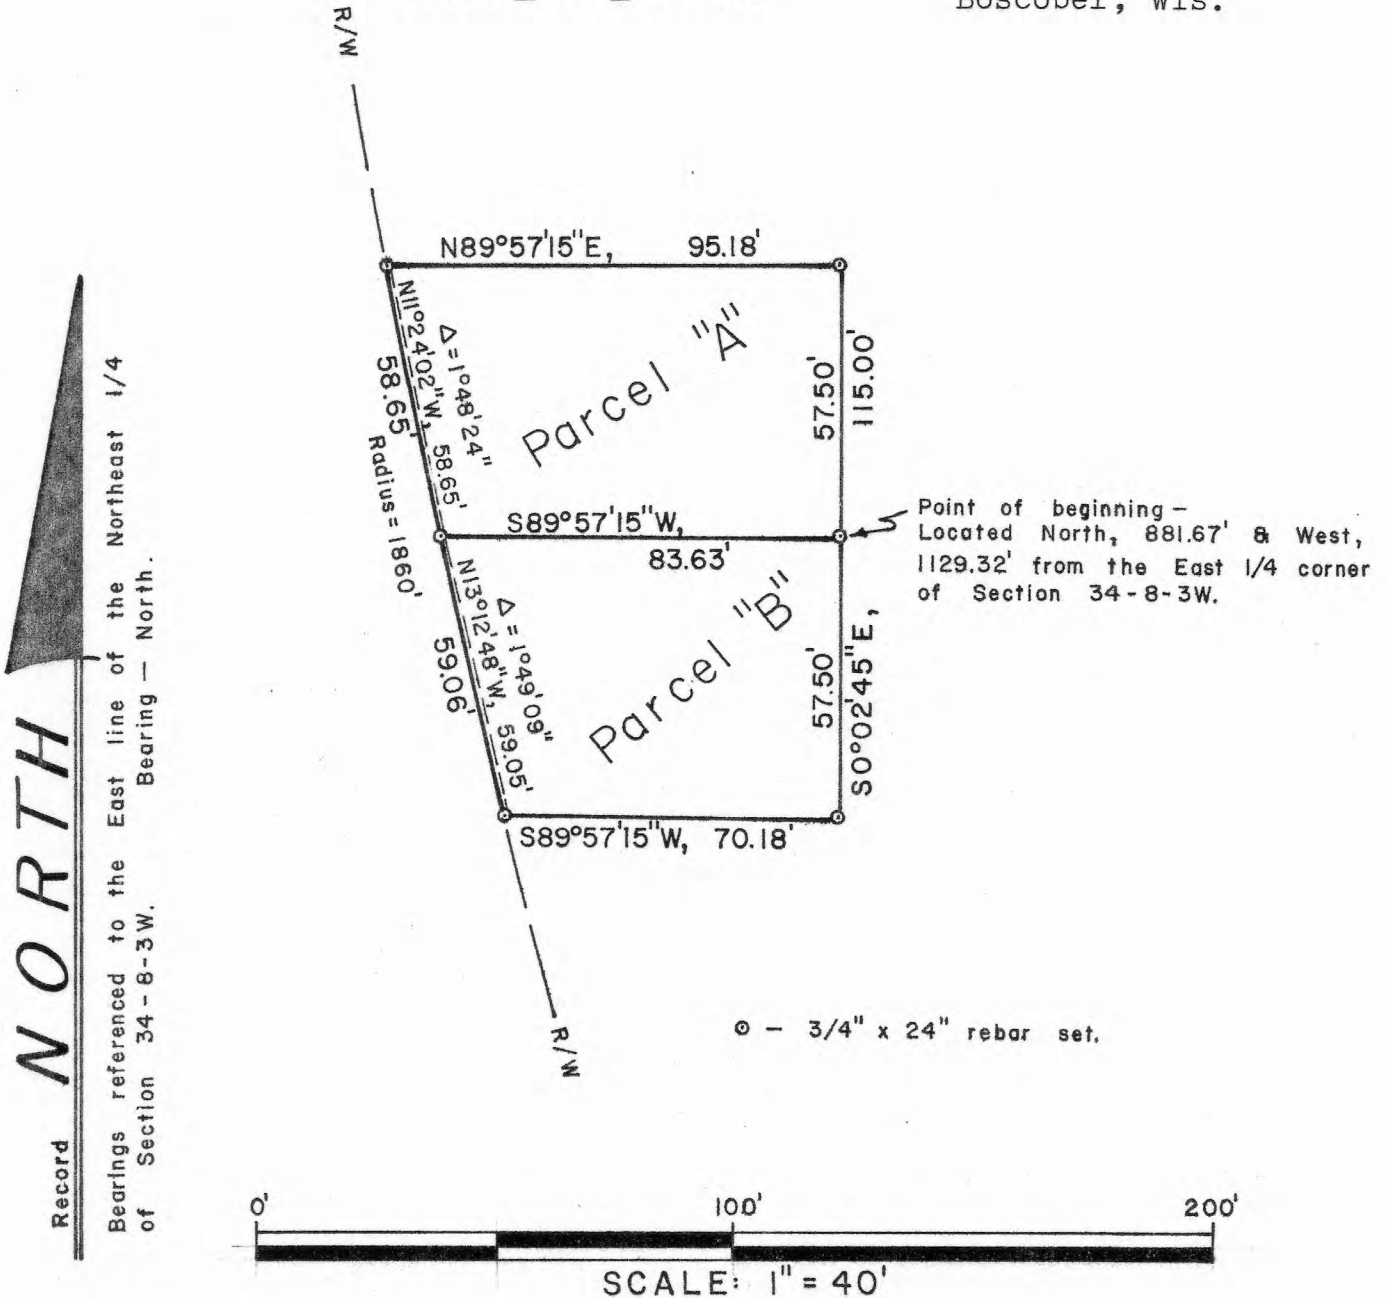 Boscobel, Wis.
R/W
N89°57'15"E, 95.18'
N11°24'02"W, 58.65'
Δ=1°48'24"
58.65'
Radius=1860'
Parcel "A"
57.50'
115.00'
S89°57'15"W,
83.63'
Point of beginning –
Located North, 881.67' & West,
1129.32' from the East 1/4 corner
of Section 34-8-3W.
N13°12'48"W, 59.05'
Δ=1°49'09"
59.06'
Parcel "B"
57.50'
S0°02'45"E,
S89°57'15"W, 70.18'
R/W
⊙ – 3/4" x 24" rebar set.
Record NORTH
Bearings referenced to the East line of the Northeast 1/4
of Section 34-8-3W. Bearing – North.
0' 100' 200'
SCALE: 1" = 40'